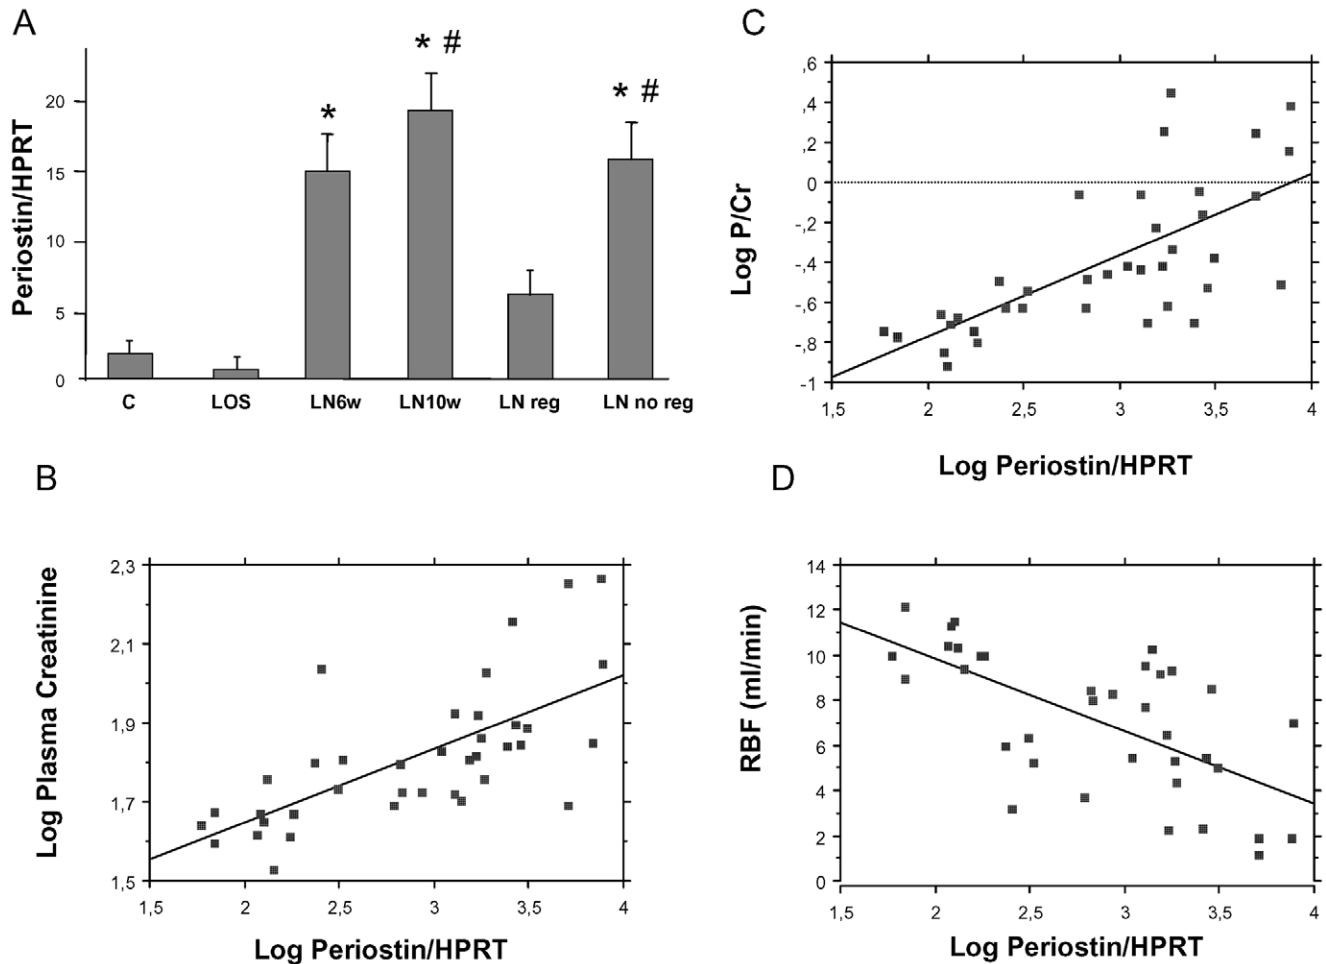 A
Periostin/HPRT
20
15
10
5
0
*
* #
* #
C LOS LN6w LN10w LN reg LN no reg
C
Log P/Cr
,6
,4
,2
0
-,2
-,4
-,6
-,8
-1
1,5 2 2,5 3 3,5 4
Log Periostin/HPRT
B
Log Plasma Creatinine
2,3
2,1
1,9
1,7
1,5
1,5 2 2,5 3 3,5 4
Log Periostin/HPRT
D
RBF (ml/min)
14
12
10
8
6
4
2
0
1,5 2 2,5 3 3,5 4
Log Periostin/HPRT